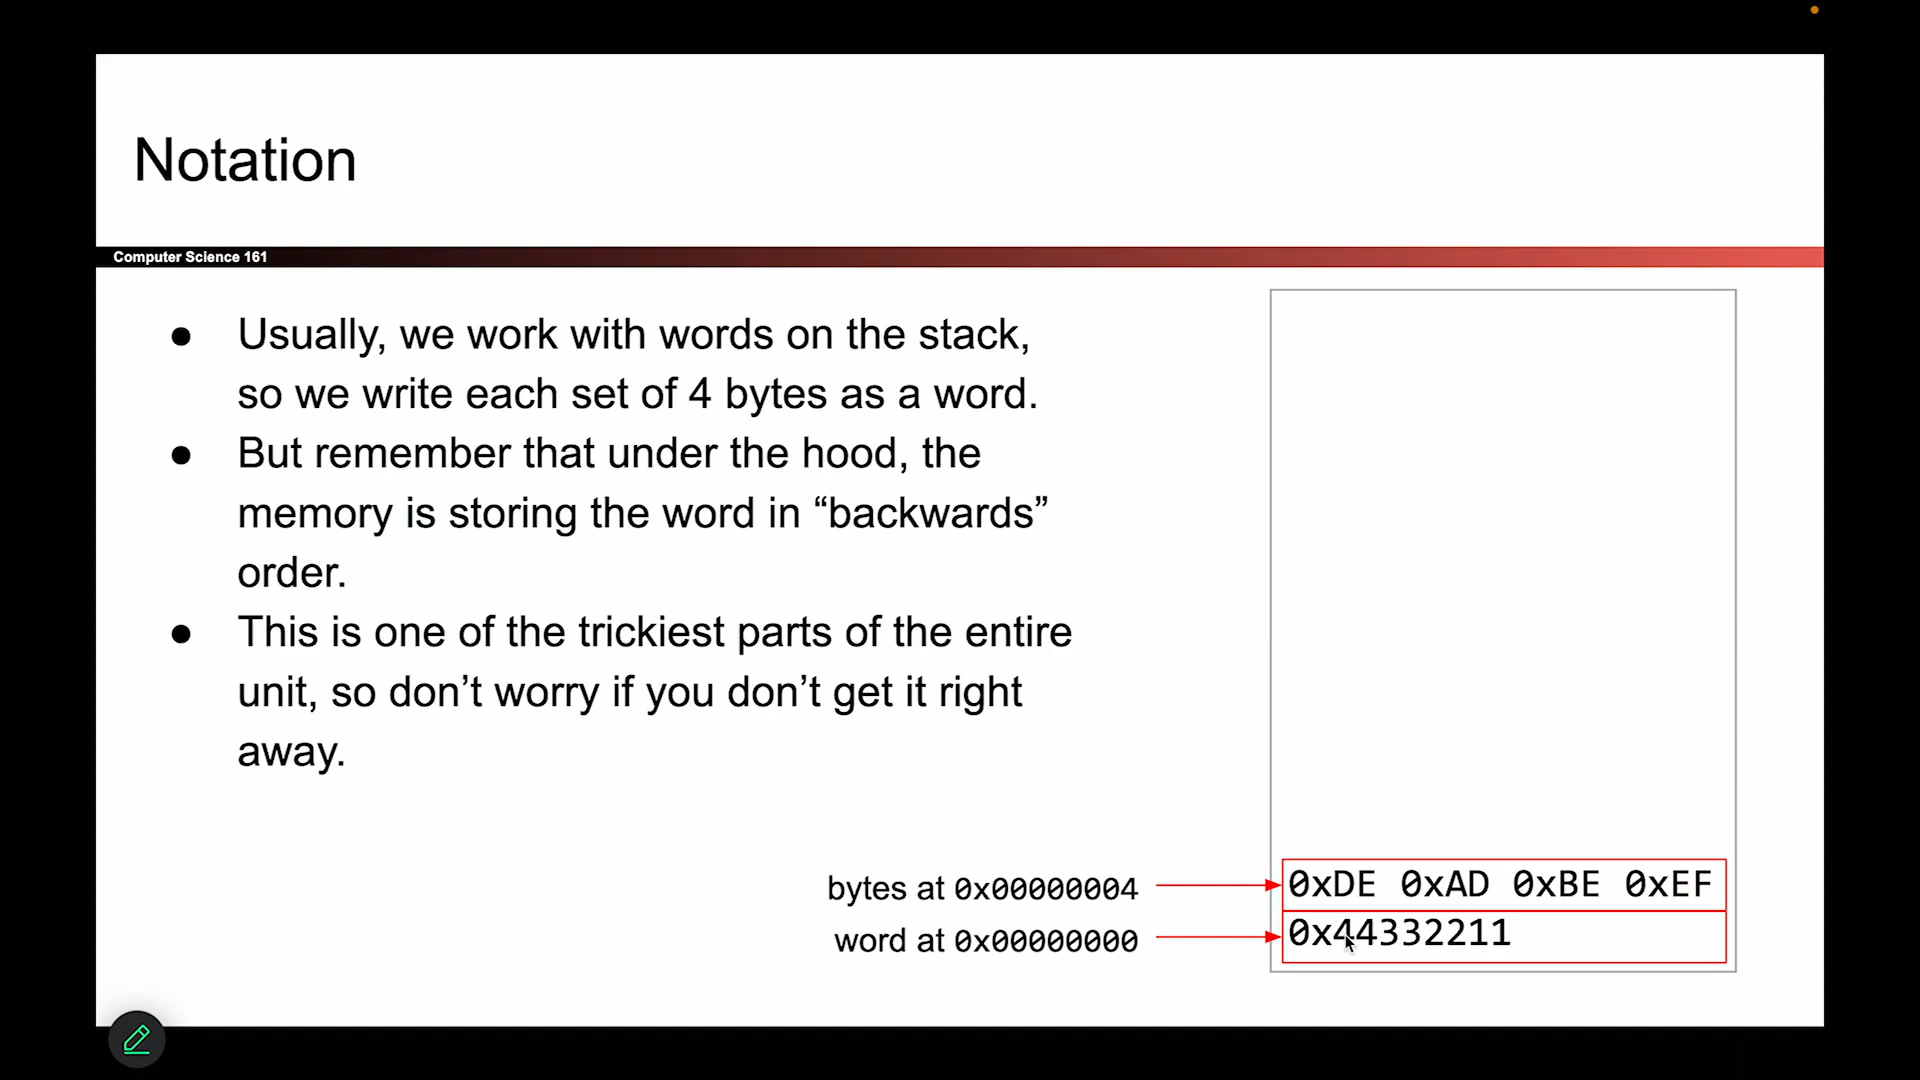 Notation
Computer Science 161
● Usually, we work with words on the stack,
so we write each set of 4 bytes as a word.
● But remember that under the hood, the
memory is storing the word in “backwards”
order.
● This is one of the trickiest parts of the entire
unit, so don’t worry if you don’t get it right
away.
bytes at 0x00000004 0xDE 0xAD 0xBE 0xEF
word at 0x00000000 0x44332211